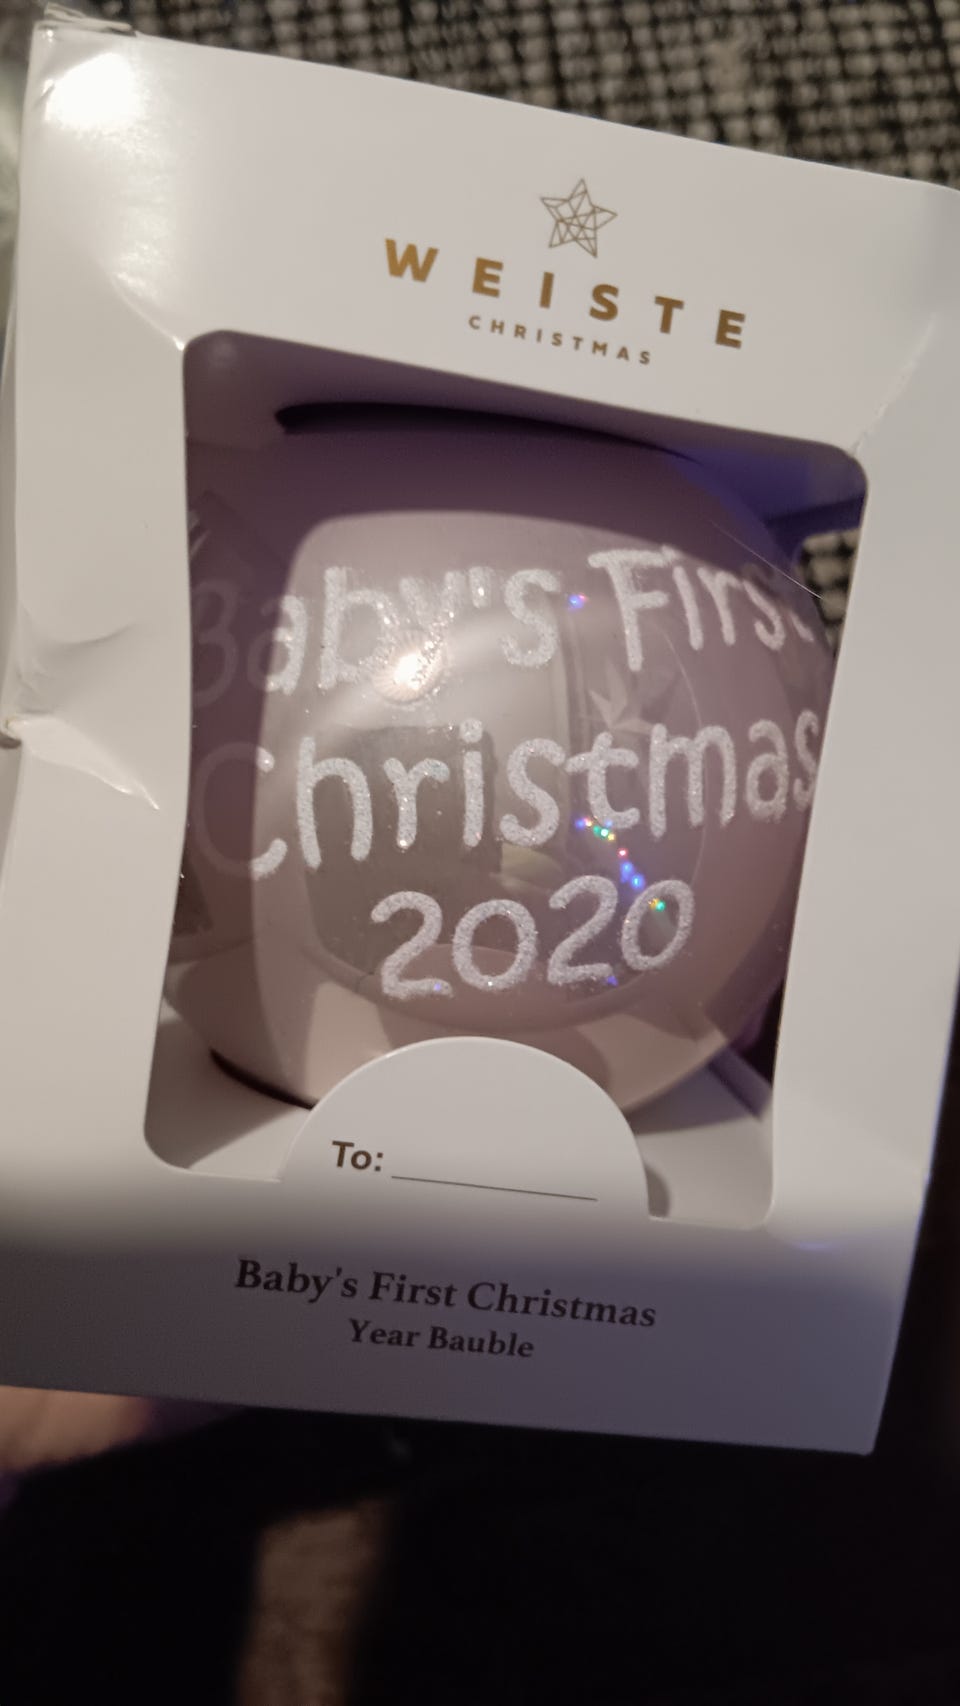 WEISTE
CHRISTMAS
Baby's First
Christmas
2020
To:
Baby's First Christmas
Year Bauble